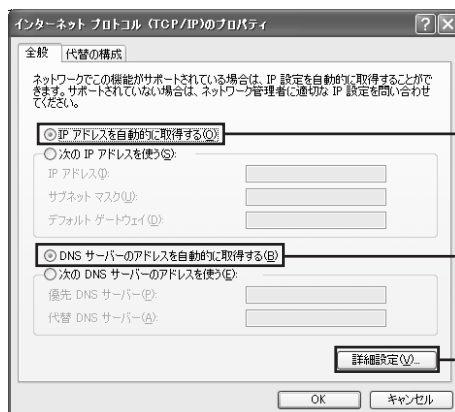 インターネット プロトコル (TCP/IP)のプロパティ
全般 代替の構成
ネットワークでこの機能がサポートされている場合は、IP 設定を自動的に取得することがで
きます。サポートされていない場合は、ネットワーク管理者に適切な IP 設定を問い合わせ
てください。
IP アドレスを自動的に取得する(O)
次の IP アドレスを使う(S):
IP アドレス(I):
サブネット マスク(U):
デフォルト ゲートウェイ(D):
DNS サーバーのアドレスを自動的に取得する(B)
次の DNS サーバーのアドレスを使う(E):
優先 DNS サーバー(P):
代替 DNS サーバー(A):
詳細設定(V)...
OK キャンセル